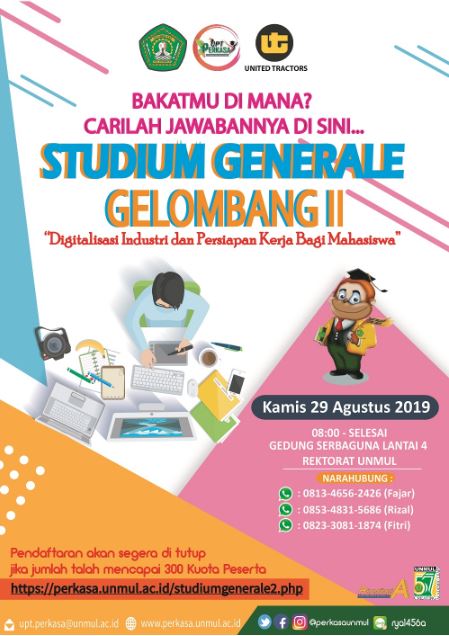 UPT
PERKASA
UNITED TRACTORS
BAKATMU DI MANA?
CARILAH JAWABANNYA DI SINI...
STUDIUM GENERALE
GELOMBANG II
"Digitalisasi Industri dan Persiapan Kerja Bagi Mahasiswa"
Kamis 29 Agustus 2019
08:00 - SELESAI
GEDUNG SERBAGUNA LANTAI 4
REKTORAT UNMUL
NARAHUBUNG :
: 0813-4656-2426 (Fajar)
: 0853-4831-5686 (Rizal)
: 0823-3081-1874 (Fitri)
Pendaftaran akan segera di tutup
jika jumlah talah mencapai 300 Kuota Peserta
https://perkasa.unmul.ac.id/studiumgenerale2.php
A
UNMUL
57
upt.perkasa@unmul.ac.id
www.perkasa.unmul.ac.id
@perkasaunmul
rya1456a